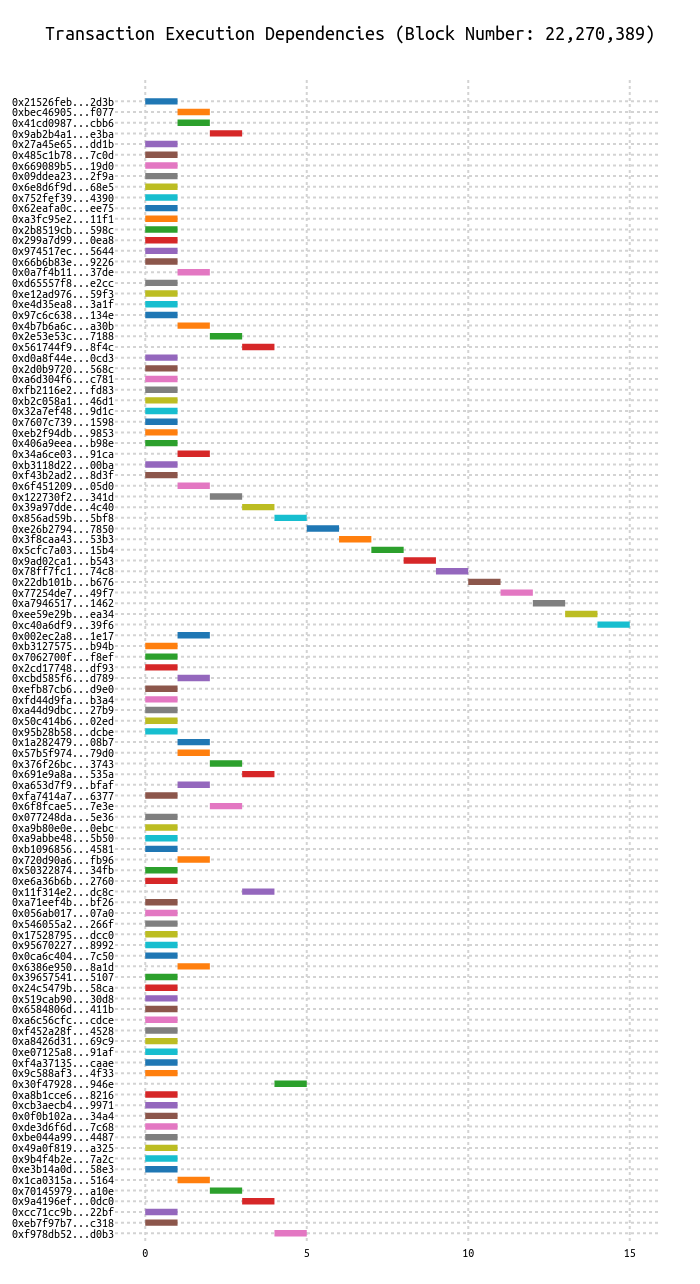 Transaction Execution Dependencies (Block Number: 22,270,389)
0x21526feb...2d3b
0xbec46905...f077
0x41cd0987...cbb6
0x9ab2b4a1...e3ba
0x27a45e65...dd1b
0x485c1b78...7c0d
0x669089b5...19d0
0x09ddea23...2f9a
0x6e8d6f9d...68e5
0x752fef39...4390
0x62eafa0c...ee75
0xa3fc95e2...11f1
0x2b8519cb...598c
0x299a7d99...0ea8
0x974517ec...5644
0x66b6b83e...9226
0x0a7f4b11...37de
0xd65557f8...e2cc
0xe12ad976...59f3
0xe4d35ea8...3a1f
0x97c6c638...134e
0x4b7b6a6c...a30b
0x2e53e53c...7188
0x561744f9...8f4c
0xd0a8f44e...0cd3
0x2d0b9720...568c
0xa6d304f6...c781
0xfb2116e2...fd83
0xb2c058a1...46d1
0x32a7ef48...9d1c
0x7607c739...1598
0xeb2f94db...9853
0x406a9eea...b98e
0x34a6ce03...91ca
0xb3118d22...00ba
0xf43b2ad2...8d3f
0x6f451209...05d0
0x122730f2...341d
0x39a97dde...4c40
0x856ad59b...5bf8
0xe26b2794...7850
0x3f8caa43...53b3
0x5cfc7a03...15b4
0x9ad02ca1...b543
0x78ff7fc1...74c8
0x22db101b...b676
0x77254de7...49f7
0xa7946517...1462
0xee59e29b...ea34
0xc40a6df9...39f6
0x002ec2a8...1e17
0xb3127575...b94b
0x7062700f...f8ef
0x2cd17748...df93
0xcbd585f6...d789
0xefb87cb6...d9e0
0xfd44d9fa...b3a4
0xa44d9dbc...27b9
0x50c414b6...02ed
0x95b28b58...dcbe
0x1a282479...08b7
0x57b5f974...79d0
0x376f26bc...3743
0x691e9a8a...535a
0xa653d7f9...bfaf
0xfa7414a7...6377
0x6f8fcae5...7e3e
0x077248da...5e36
0xa9b80e0e...0ebc
0xa9abbe48...5b50
0xb1096856...4581
0x720d90a6...fb96
0x50322874...34fb
0xe6a36b6b...2760
0x11f314e2...dc8c
0xa71eef4b...bf26
0x056ab017...07a0
0x546055a2...266f
0x17528795...dcc0
0x95670227...8992
0x0ca6c404...7c50
0x6386e950...8a1d
0x39657541...5107
0x24c5479b...58ca
0x519cab90...30d8
0x6584806d...411b
0xa6c56cfc...cdce
0xf452a28f...4528
0xa8426d31...69c9
0xe07125a8...91af
0xf4a37135...caae
0x9c588af3...4f33
0x30f47928...946e
0xa8b1cce6...8216
0xcb3aecb4...9971
0x0f0b102a...34a4
0xde3d6f6d...7c68
0xbe044a99...4487
0x49a0f819...a325
0x9b4f4b2e...7a2c
0xe3b14a0d...58e3
0x1ca0315a...5164
0x70145979...a10e
0x9a4196ef...0dc0
0xcc71cc9b...22bf
0xeb7f97b7...c318
0xf978db52...d0b3
0 5 10 15